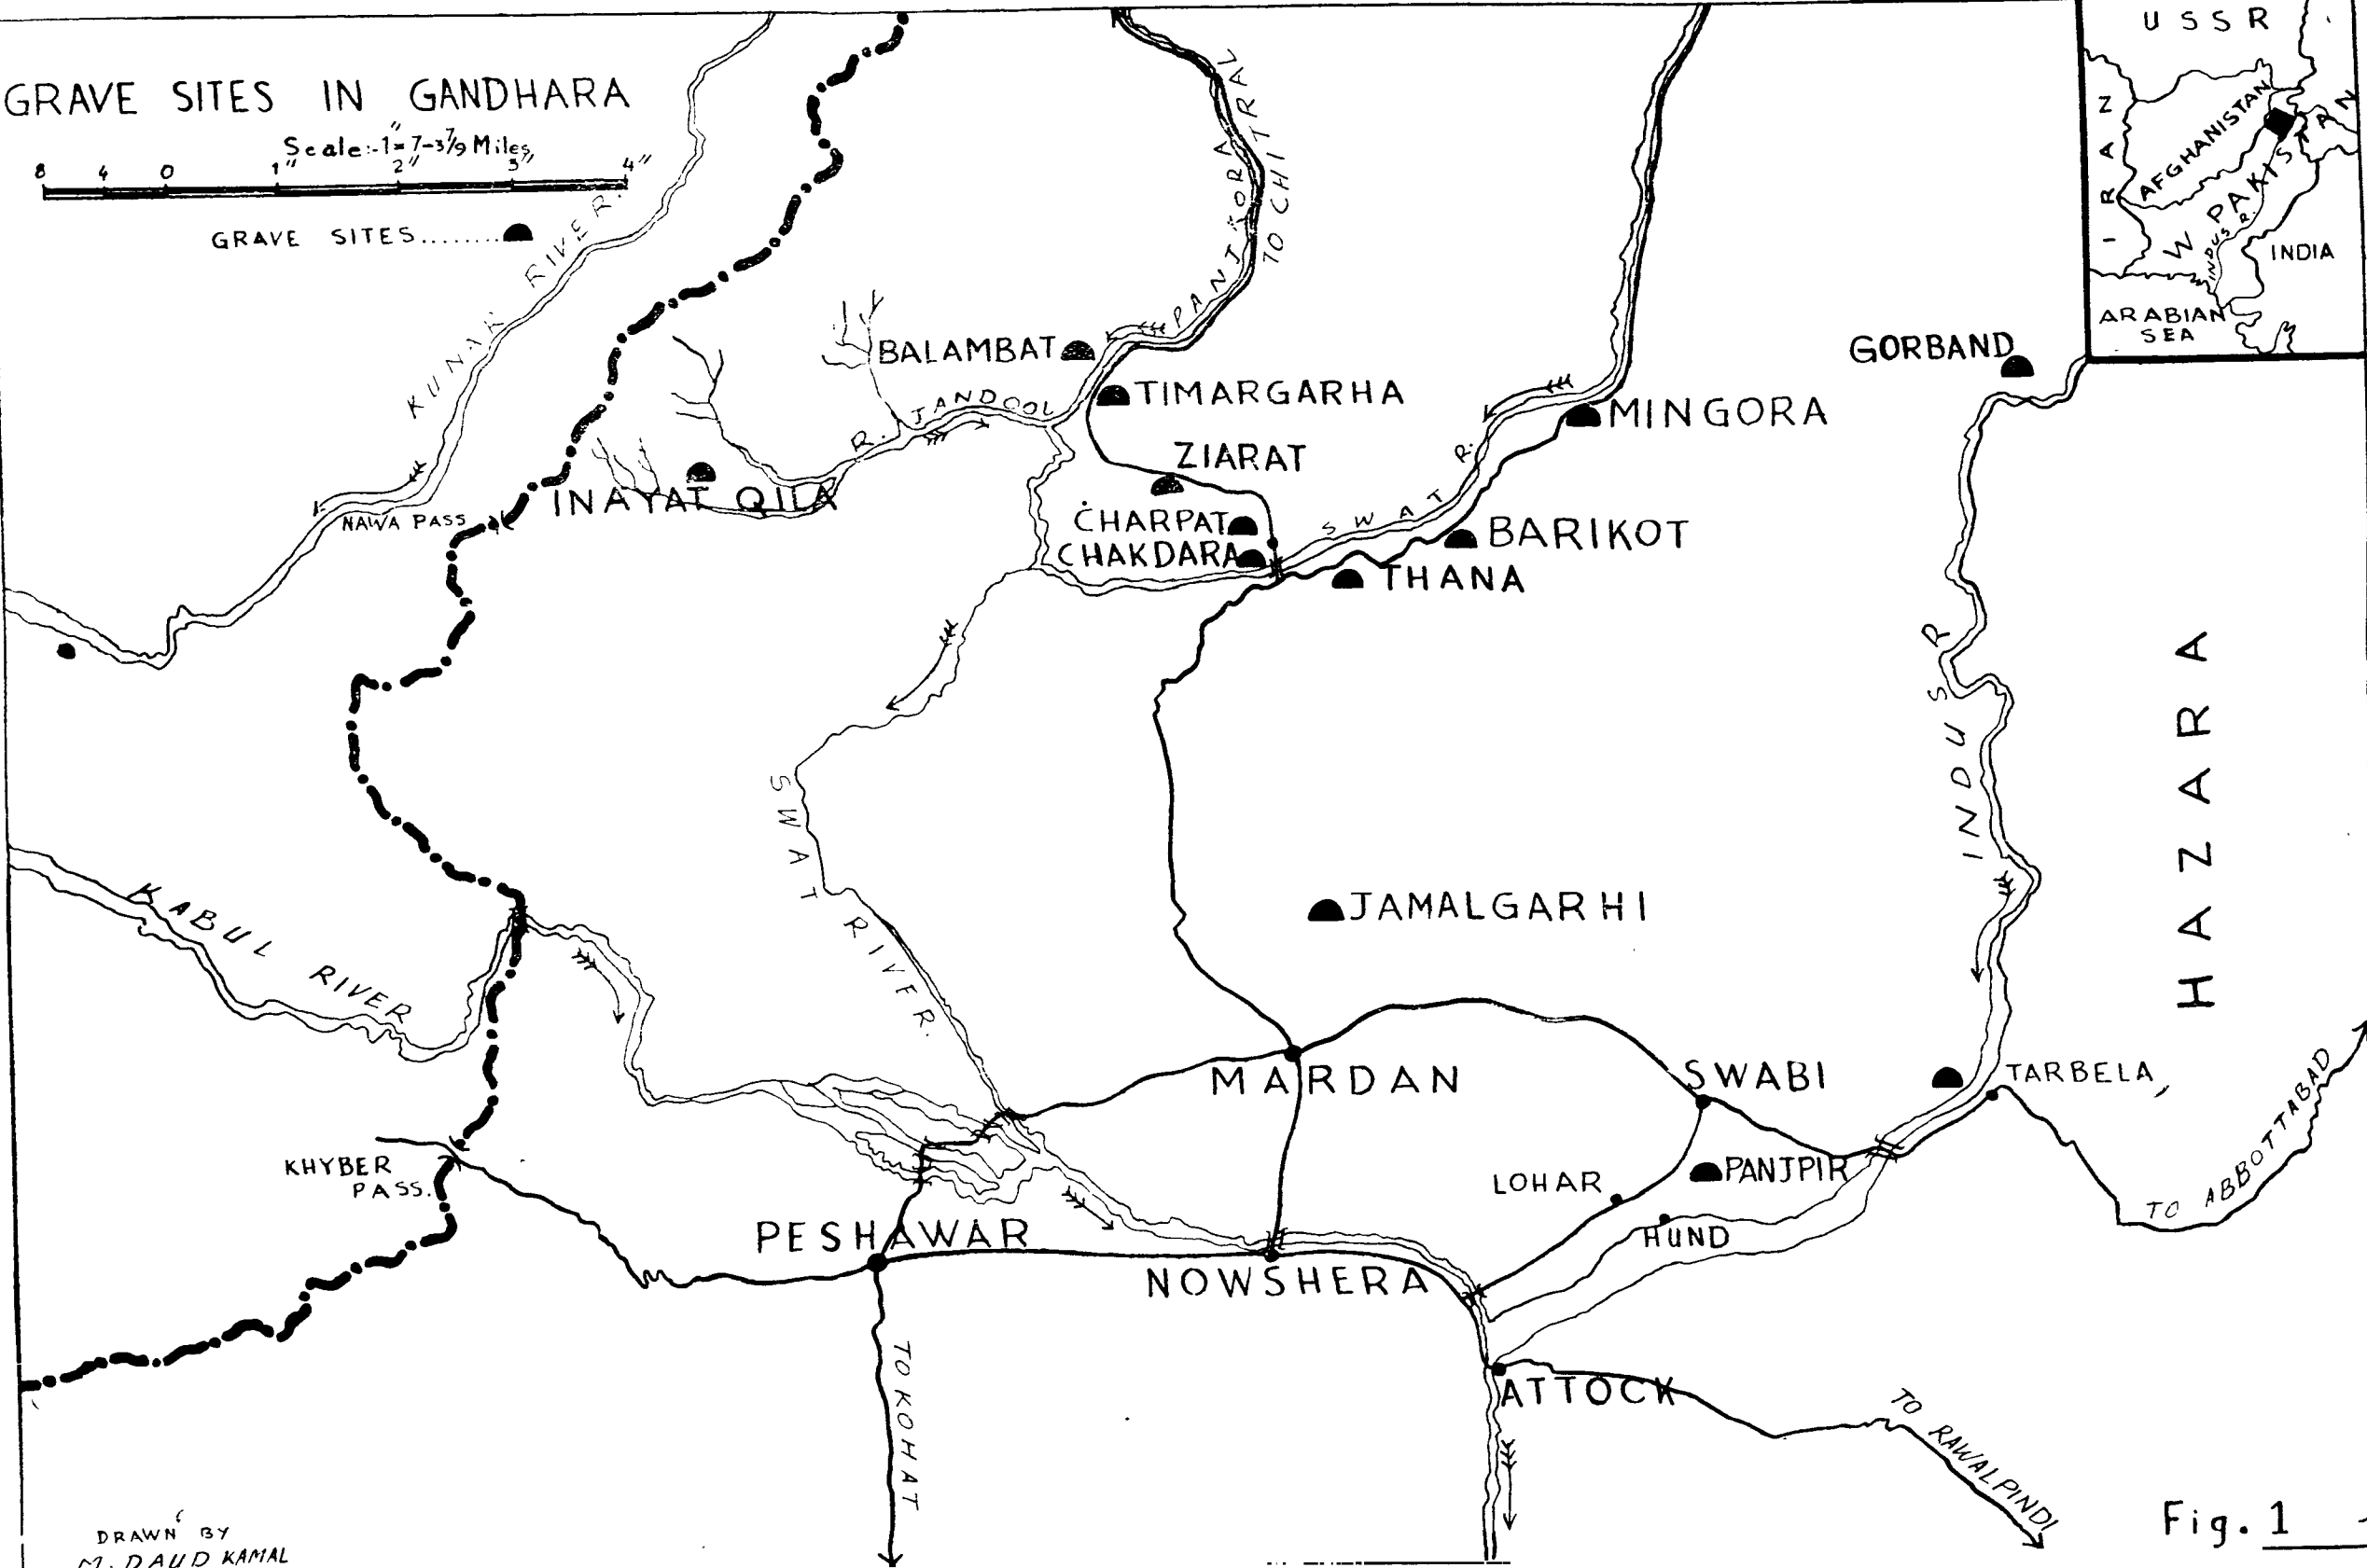 GRAVE SITES IN GANDHARA
Scale:-1"=7-3⁷⁄₉ Miles
8 4 0 1" 2" 3" 4"
GRAVE SITES........
KUNAR RIVER.
PANJKORA
TO CHITRAL
USSR
IRAN
AFGHANISTAN
W PAKISTAN
INDUS R.
INDIA
ARABIAN
SEA
BALAMBAT
GORBAND
TIMARGARHA
JANDOOL R.
MINGORA
ZIARAT
INAYAT QILA
NAWA PASS
SWAT R.
CHARPAT
BARIKOT
CHAKDARA
THANA
INDUS R
HAZARA
SWAT RIVER.
KABUL RIVER
JAMALGARHI
MARDAN
SWABI
TARBELA
KHYBER
PASS.
LOHAR
PANJPIR
TO ABBOTTABAD
PESHAWAR
HUND
NOWSHERA
TO KOHAT
ATTOCK
TO RAWALPINDI
Fig. 1
DRAWN BY
M. DAUD KAMAL